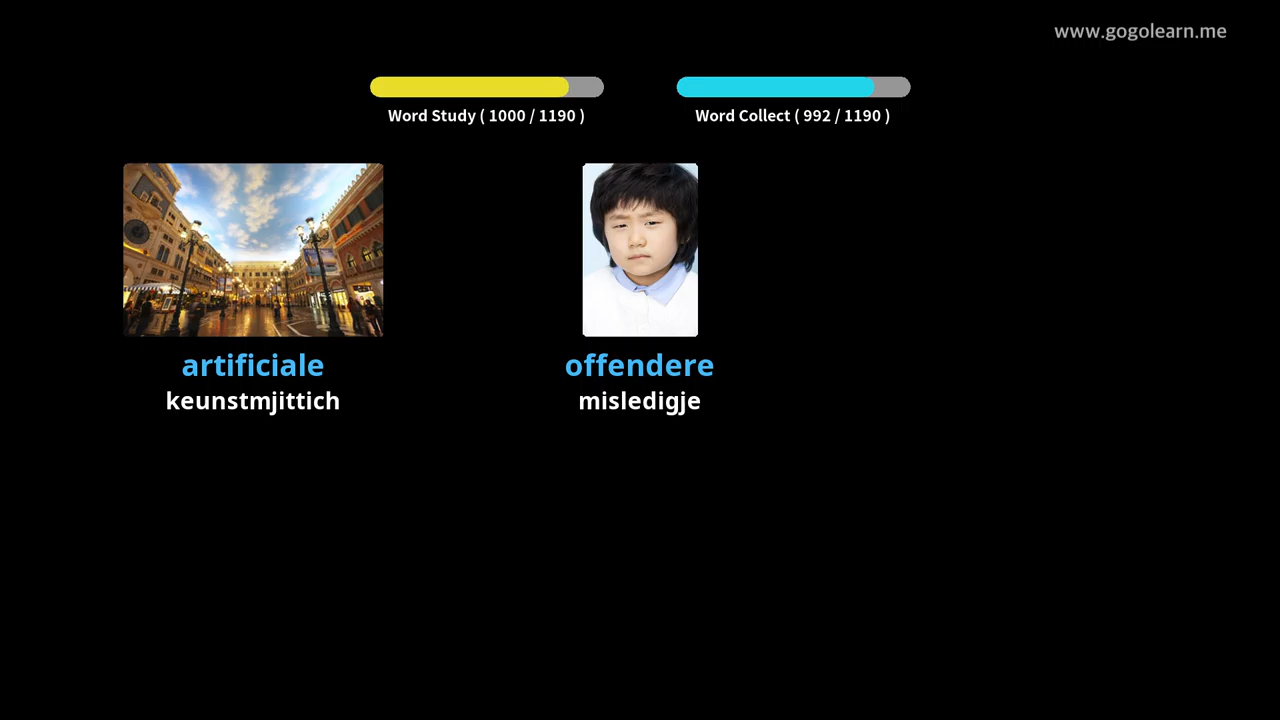 www.gogolearn.me
Word Study ( 1000 / 1190 )
Word Collect ( 992 / 1190 )
artificiale
keunstmjittich
offendere
misledigje